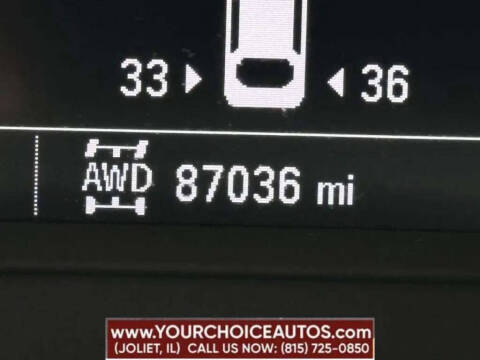 33 36
AWD 87036 mi
www.YOURCHOICEAUTOS.com
(JOLIET, IL) CALL US NOW: (815) 725-0850